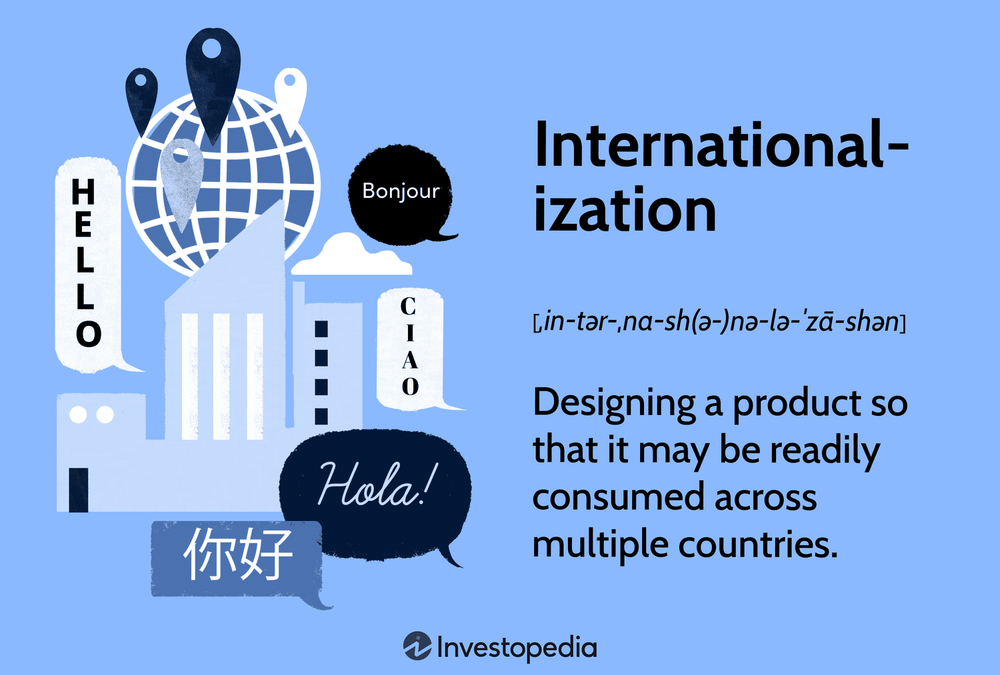 HELLO
Bonjour
CIAO
Hola!
你好
International-
ization
[ˌin-tər-ˌna-sh(ə-)nə-lə-ˈzā-shən]
Designing a product so
that it may be readily
consumed across
multiple countries.
Investopedia